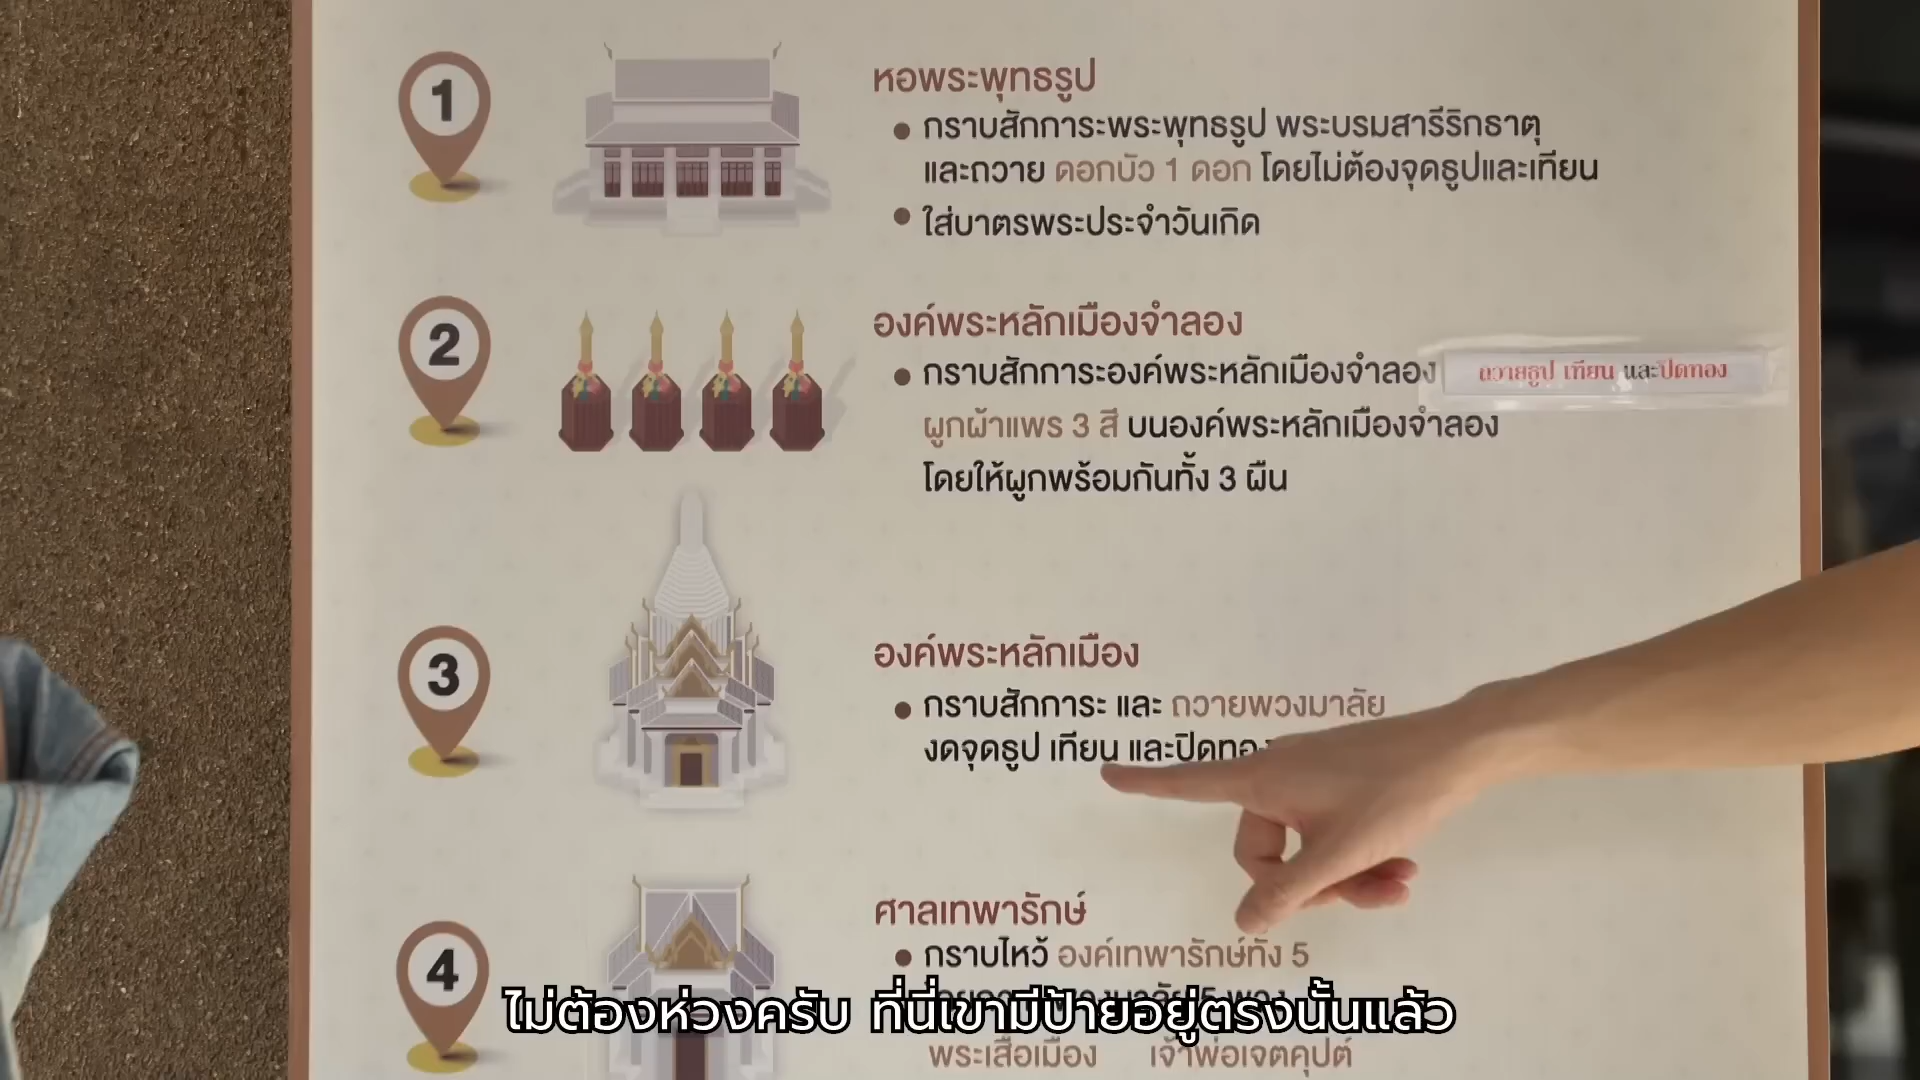 1
หอพระพุทธรูป
กราบสักการะพระพุทธรูป พระบรมสารีริกธาตุ
และถวาย ดอกบัว 1 ดอก โดยไม่ต้องจุดธูปและเทียน
ใส่บาตรพระประจำวันเกิด
2
องค์พระหลักเมืองจำลอง
กราบสักการะองค์พระหลักเมืองจำลอง ถวายธูป เทียน และปิดทอง
ผูกผ้าแพร 3 สี บนองค์พระหลักเมืองจำลอง
โดยให้ผูกพร้อมกันทั้ง 3 ผืน
3
องค์พระหลักเมือง
กราบสักการะ และ ถวายพวงมาลัย
งดจุดธูป เทียน และปิดทอง
4
ศาลเทพารักษ์
กราบไหว้ องค์เทพารักษ์ทั้ง 5
ไม่ต้องห่วงครับ ที่นี่เขามีป้ายอยู่ตรงนั้นแล้ว
พระเสื้อเมือง เจ้าพ่อเจตคุปต์